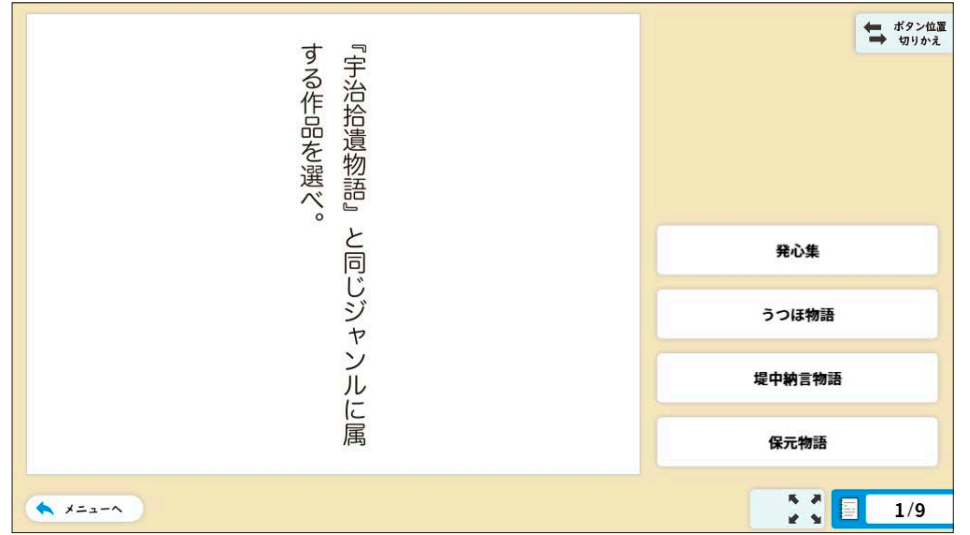 『宇治拾遺物語』と同じジャンルに属
する作品を選べ。
ボタン位置
切りかえ
発心集
うつほ物語
堤中納言物語
保元物語
メニューへ
1/9